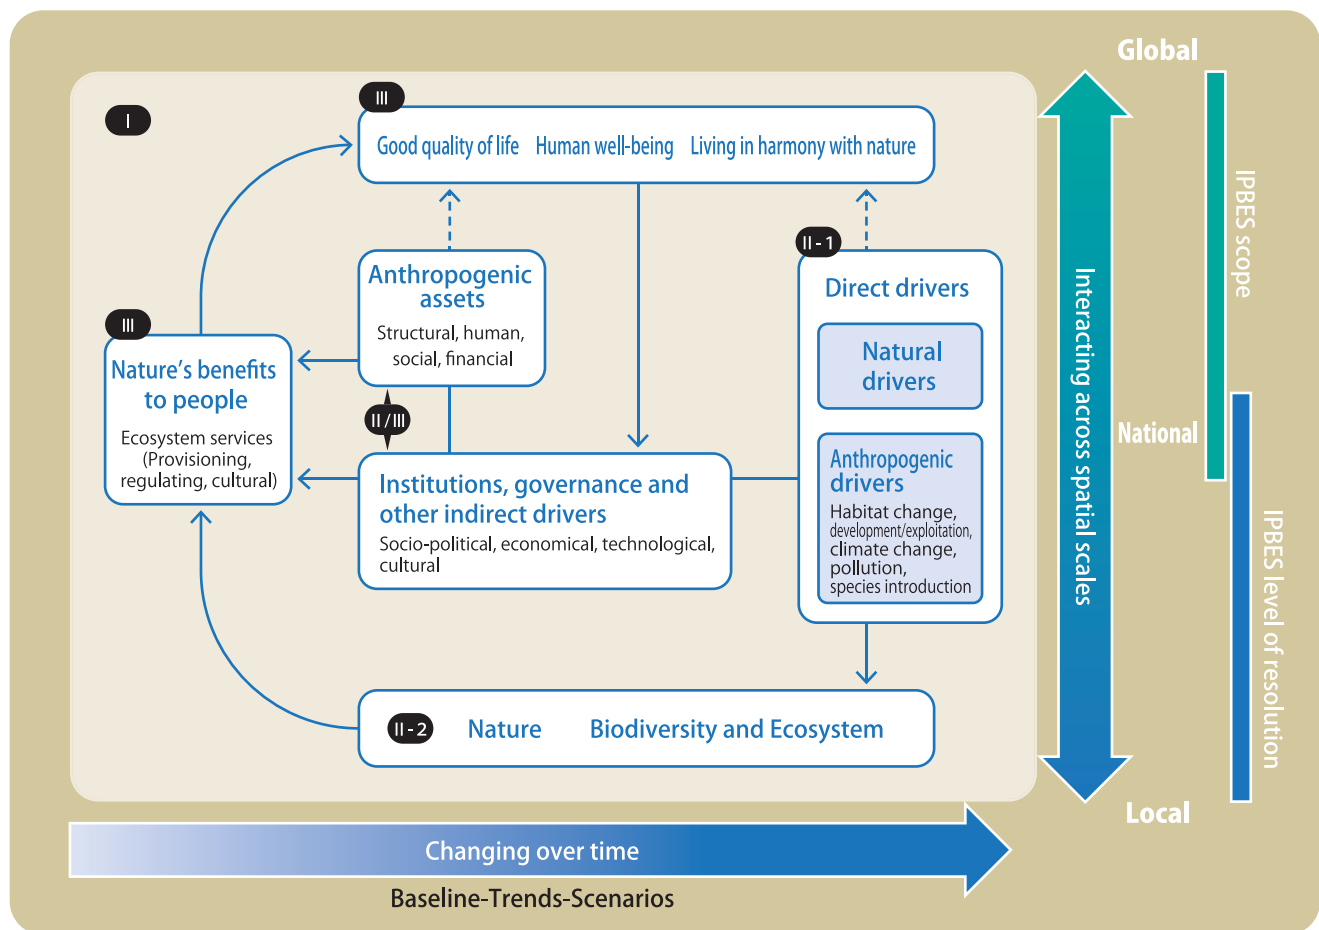 Global
I
III
Good quality of life Human well-being Living in harmony with nature
II - 1
Anthropogenic
assets
Structural, human,
social, financial
Direct drivers
Natural
drivers
III
Nature's benefits
to people
Ecosystem services
(Provisioning,
regulating, cultural)
II / III
Institutions, governance and
other indirect drivers
Socio-political, economical, technological,
cultural
Anthropogenic
drivers
Habitat change,
development/exploitation,
climate change,
pollution,
species introduction
II - 2 Nature Biodiversity and Ecosystem
Interacting across spatial scales
National
Local
IPBES scope
IPBES level of resolution
Changing over time
Baseline-Trends-Scenarios